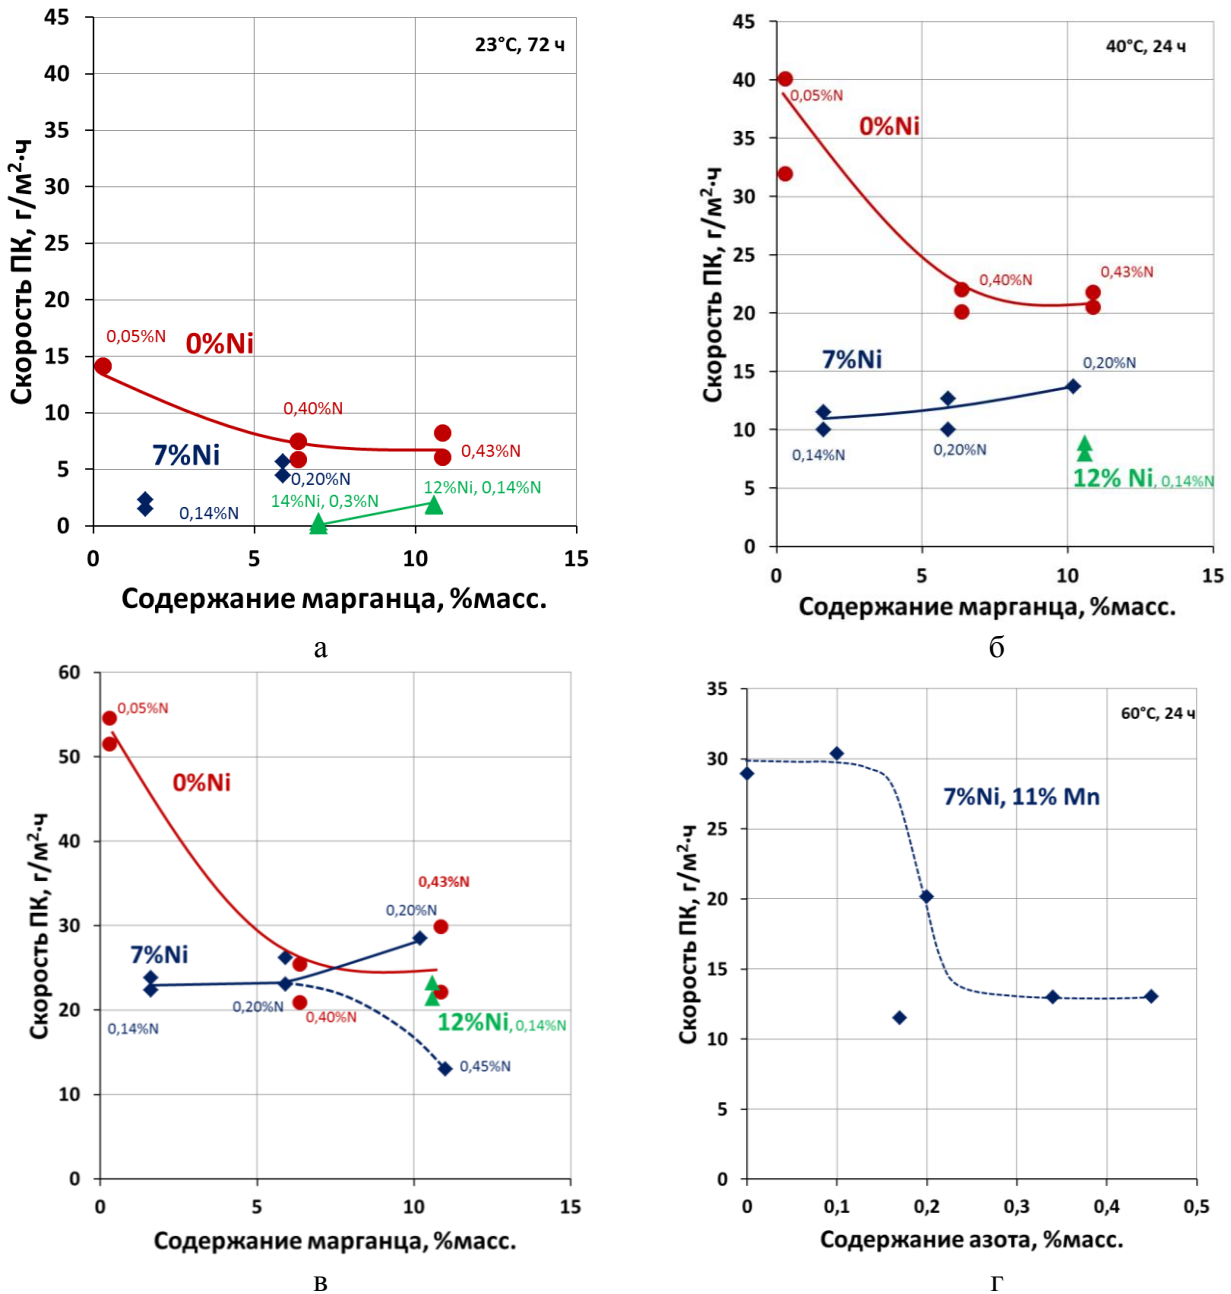 45
40
35
30
25
20
15
10
5
0
Скорость ПК, г/м²·ч
23°C, 72 ч
0,05%N
0%Ni
0,40%N
7%Ni
0,43%N
0,20%N
12%Ni, 0,14%N
14%Ni, 0,3%N
0,14%N
0 5 10 15
Содержание марганца, %масс.
а
45
40
35
30
25
20
15
10
5
0
Скорость ПК, г/м²·ч
40°C, 24 ч
0,05%N
0%Ni
0,43%N
0,40%N
7%Ni
0,20%N
0,14%N
0,20%N
12% Ni, 0,14%N
0 5 10 15
Содержание марганца, %масс.
б
60
50
40
30
20
10
0
Скорость ПК, г/м²·ч
0,05%N
0%Ni
0,43%N
0,20%N
7%Ni
0,20%N
0,40%N
12%Ni, 0,14%N
0,14%N
0,45%N
0 5 10 15
Содержание марганца, %масс.
в
35
30
25
20
15
10
5
0
Скорость ПК, г/м²·ч
60°C, 24 ч
7%Ni, 11% Mn
0 0,1 0,2 0,3 0,4 0,5
Содержание азота, %масс.
г